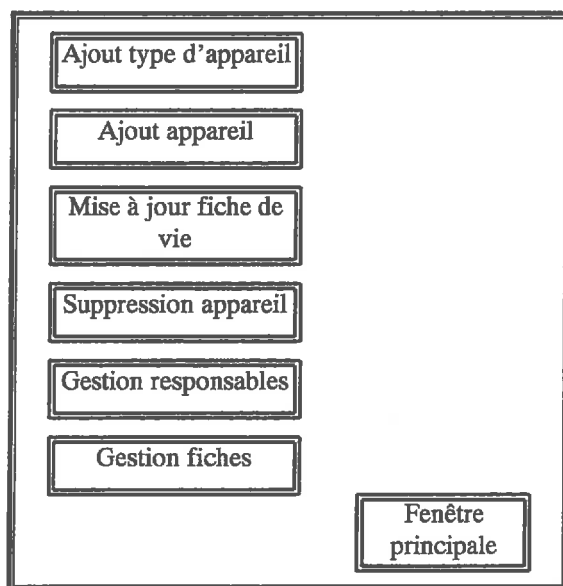 Ajout type d'appareil
Ajout appareil
Mise à jour fiche de
vie
Suppression appareil
Gestion responsables
Gestion fiches
Fenêtre
principale